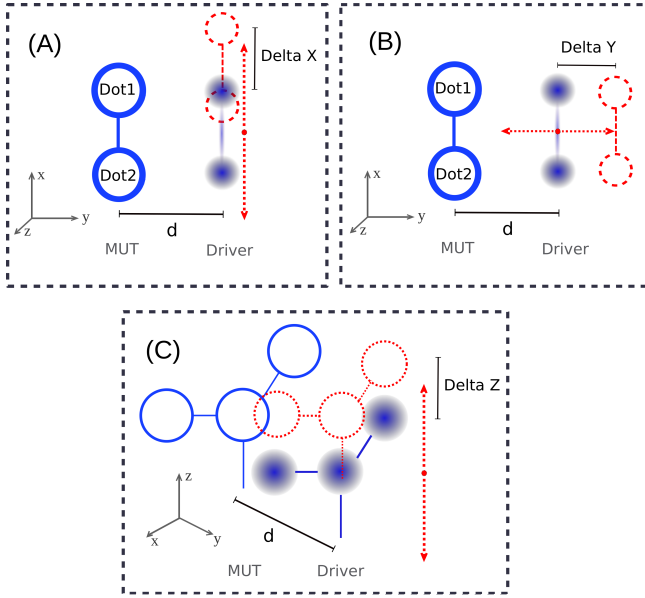 (A)
Delta X
Dot1
Dot2
x
y
z
d
MUT
Driver
(B)
Delta Y
Dot1
Dot2
x
y
z
d
MUT
Driver
(C)
Delta Z
z
x
y
d
MUT
Driver